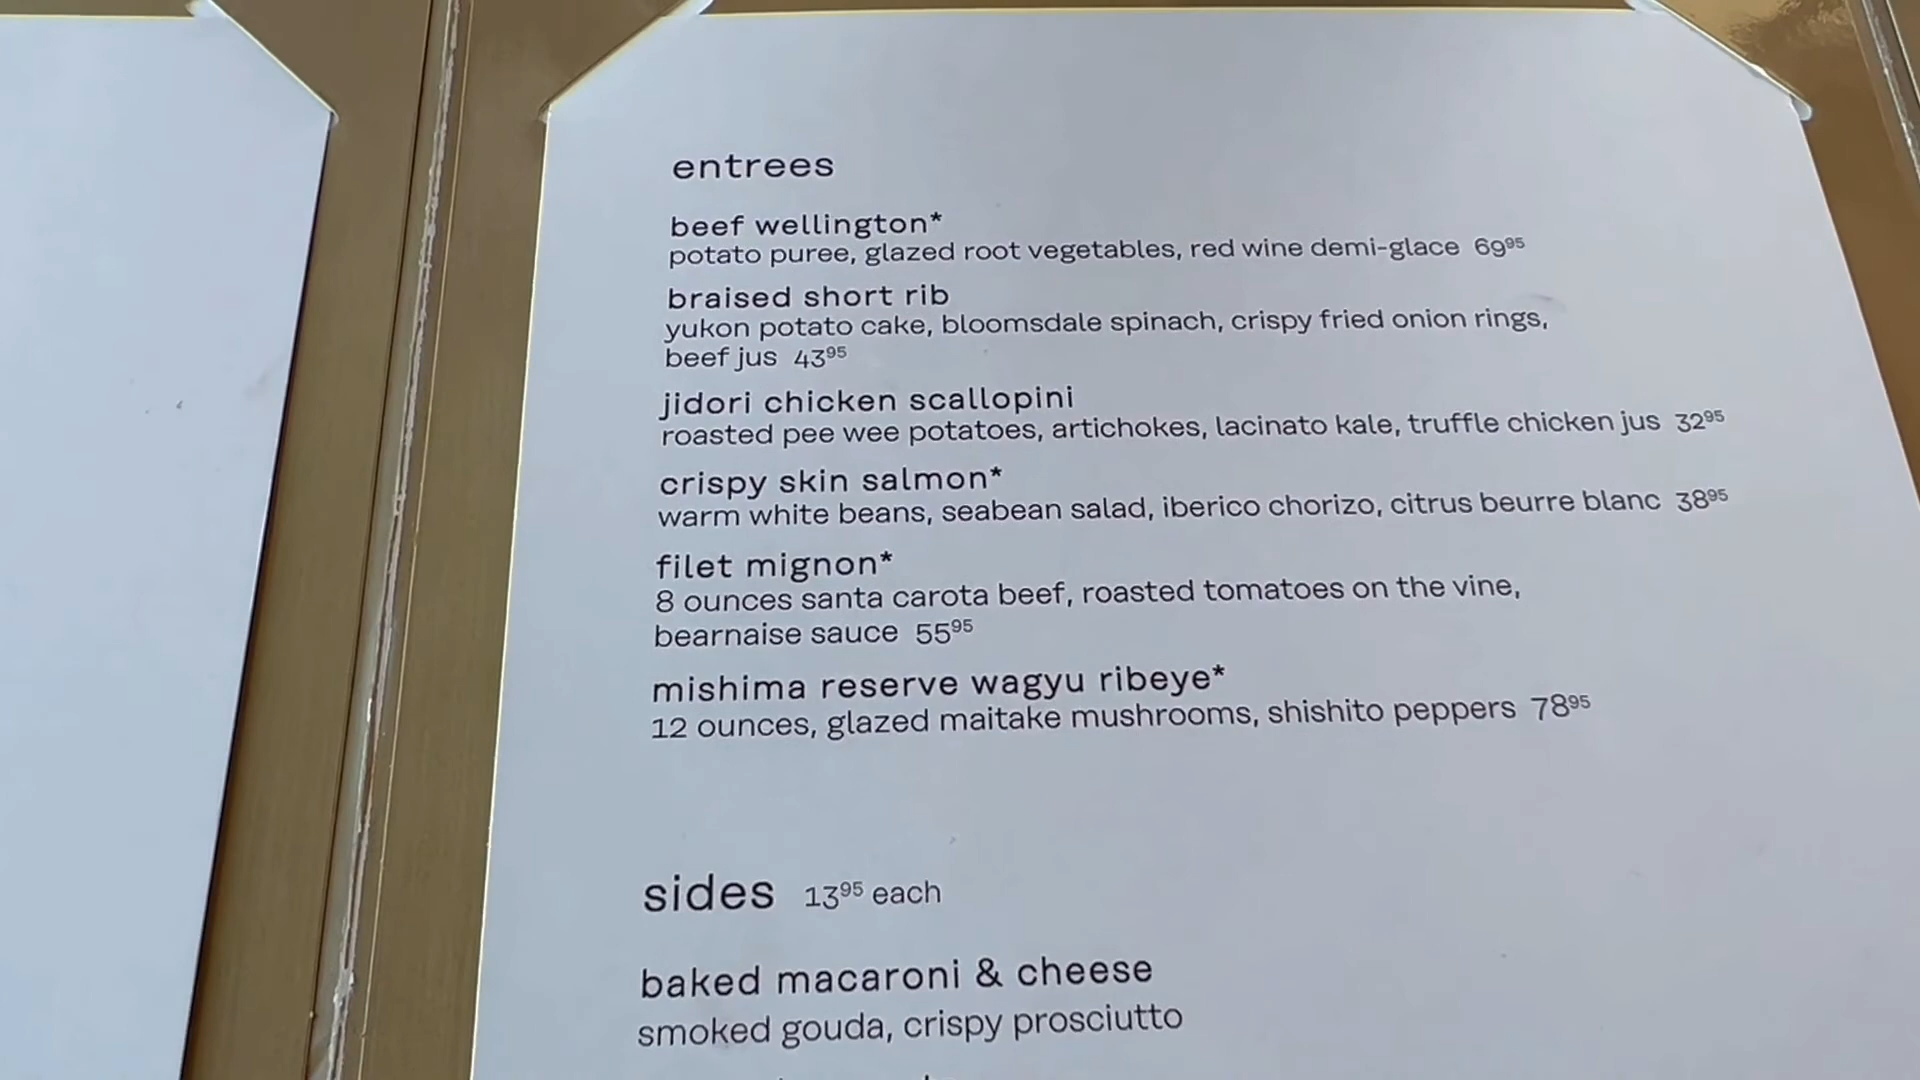 entrees
beef wellington*
potato puree, glazed root vegetables, red wine demi-glace 69⁹⁵
braised short rib
yukon potato cake, bloomsdale spinach, crispy fried onion rings,
beef jus 43⁹⁵
jidori chicken scallopini
roasted pee wee potatoes, artichokes, lacinato kale, truffle chicken jus 32⁹⁵
crispy skin salmon*
warm white beans, seabean salad, iberico chorizo, citrus beurre blanc 38⁹⁵
filet mignon*
8 ounces santa carota beef, roasted tomatoes on the vine,
bearnaise sauce 55⁹⁵
mishima reserve wagyu ribeye*
12 ounces, glazed maitake mushrooms, shishito peppers 78⁹⁵
sides 13⁹⁵ each
baked macaroni & cheese
smoked gouda, crispy prosciutto